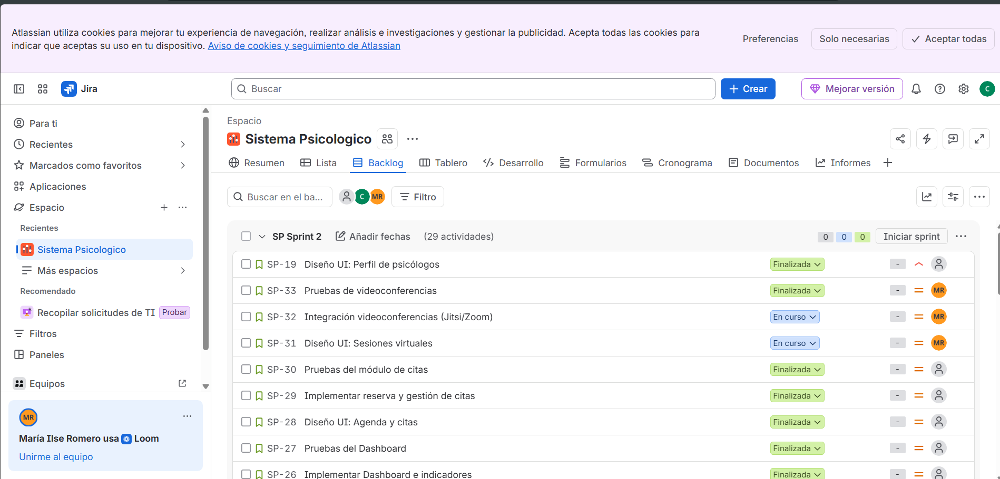 Atlassian utiliza cookies para mejorar tu experiencia de navegación, realizar análisis e investigaciones y gestionar la publicidad. Acepta todas las cookies para
indicar que aceptas su uso en tu dispositivo. Aviso de cookies y seguimiento de Atlassian
Preferencias
Solo necesarias
Aceptar todas
Jira
Buscar
Crear
Mejorar versión
C
Para ti
Recientes
Marcados como favoritos
Aplicaciones
Espacio
Recientes
Sistema Psicologico
Más espacios
Recomendado
Recopilar solicitudes de TI Probar
Filtros
Paneles
Equipos
MR
María Ilse Romero usa Loom
Unirme al equipo
Espacio
Sistema Psicologico
Resumen Lista Backlog Tablero Desarrollo Formularios Cronograma Documentos Informes
Buscar en el ba... C MR Filtro
SP Sprint 2 Añadir fechas (29 actividades) 0 0 0 Iniciar sprint
SP-19 Diseño UI: Perfil de psicólogos Finalizada -
SP-33 Pruebas de videoconferencias Finalizada - MR
SP-32 Integración videoconferencias (Jitsi/Zoom) En curso - MR
SP-31 Diseño UI: Sesiones virtuales En curso - MR
SP-30 Pruebas del módulo de citas Finalizada -
SP-29 Implementar reserva y gestión de citas Finalizada -
SP-28 Diseño UI: Agenda y citas Finalizada -
SP-27 Pruebas del Dashboard Finalizada -
SP-26 Implementar Dashboard e indicadores Finalizada -